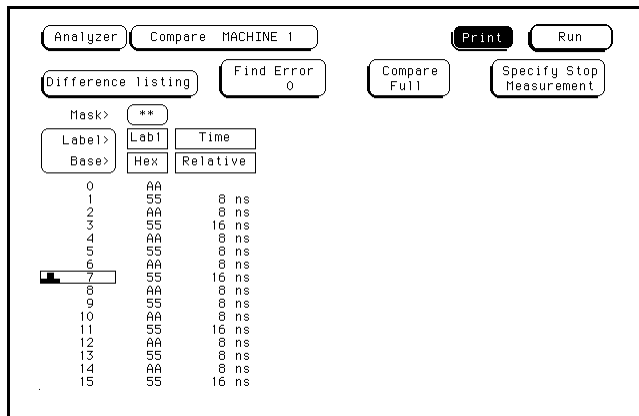 Analyzer Compare MACHINE 1 Print Run
Difference listing Find Error 0 Compare Full Specify Stop Measurement
Mask> **
Label> Lab1 Time
Base> Hex Relative
0 AA
1 55 8 ns
2 AA 8 ns
3 55 16 ns
4 AA 8 ns
5 55 8 ns
6 AA 8 ns
7 55 16 ns
8 AA 8 ns
9 55 8 ns
10 AA 8 ns
11 55 16 ns
12 AA 8 ns
13 55 8 ns
14 AA 8 ns
15 55 16 ns